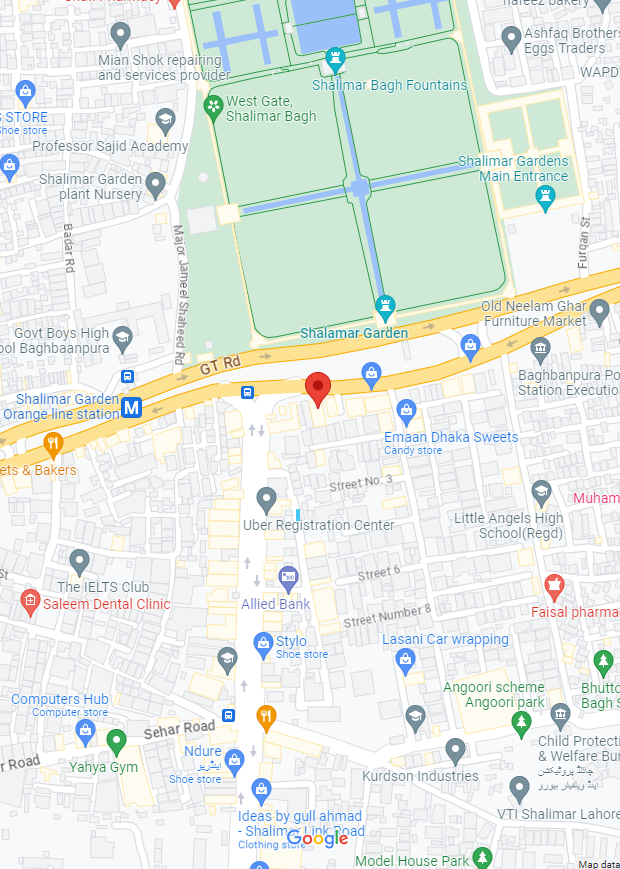 Mian Shok repairing
and services provider
nafeez bakery
Ashfaq Brothers
Eggs Traders
WAPD
Shalimar Bagh Fountains
S STORE
Shoe store
West Gate,
Shalimar Bagh
Professor Sajid Academy
Shalimar Gardens
Main Entrance
Shalimar Garden
plant Nursery
Badar Rd
Major Jameel Shaheed Rd
Furqan St
Old Neelam Ghar
Furniture Market
Shalamar Garden
Govt Boys High
ool Baghbaanpura
GT Rd
Baghbanpura Po
Station Executio
Shalimar Garden
Orange line station
M
Emaan Dhaka Sweets
Candy store
ets & Bakers
Street No. 3
Muham
Uber Registration Center
Little Angels High
School(Regd)
St
The IELTS Club
Street 6
Saleem Dental Clinic
Allied Bank
Street Number 8
Faisal pharma
Stylo
Shoe store
Lasani Car wrapping
Angoori scheme
Angoori park
Bhutto
Bagh S
Computers Hub
Computer store
Sehar Road
r Road
Yahya Gym
Ndure
اینڈیور
Shoe store
Kurdson Industries
Child Protecti
& Welfare Bur
چائلڈ پروٹیکشن
اینڈ ویلفیئر بیورو
VTI Shalimar Lahore
Ideas by gull ahmad
- Shalimar Link Road
Clothing store
Google
Model House Park
Map data